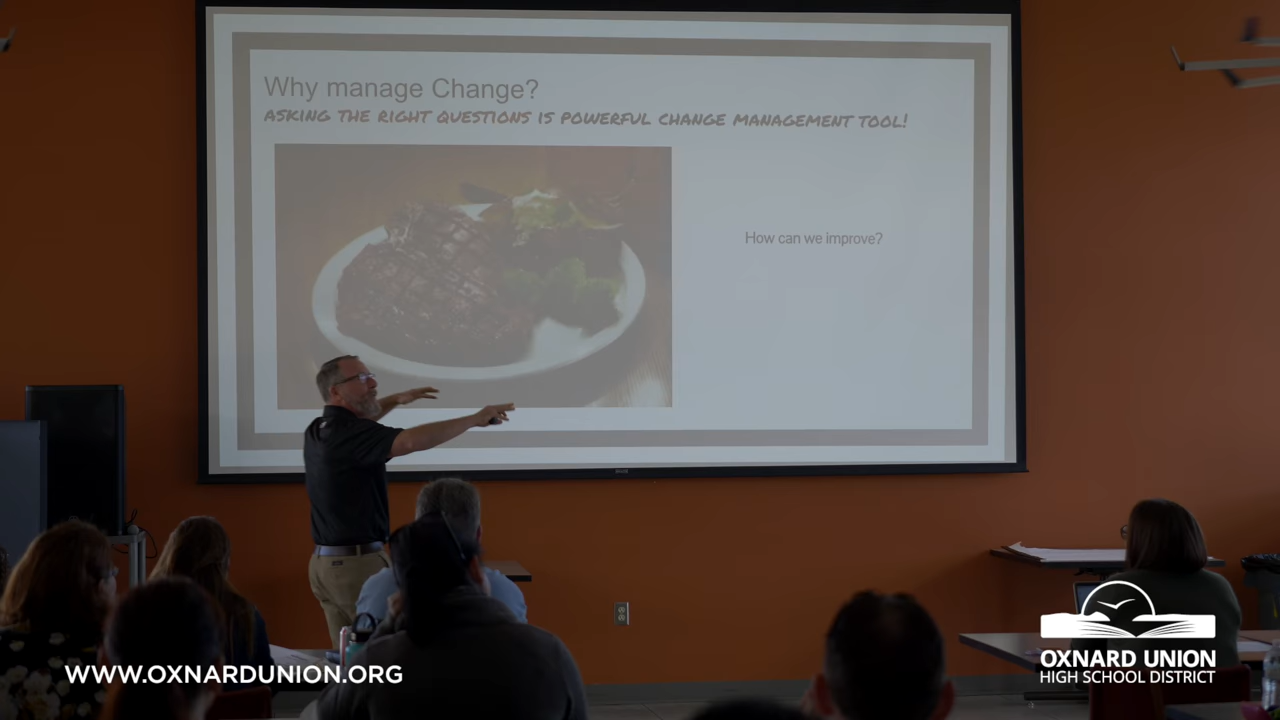 Why manage Change?
ASKING THE RIGHT QUESTIONS IS POWERFUL CHANGE MANAGEMENT TOOL!
How can we improve?
WWW.OXNARDUNION.ORG
OXNARD UNION
HIGH SCHOOL DISTRICT